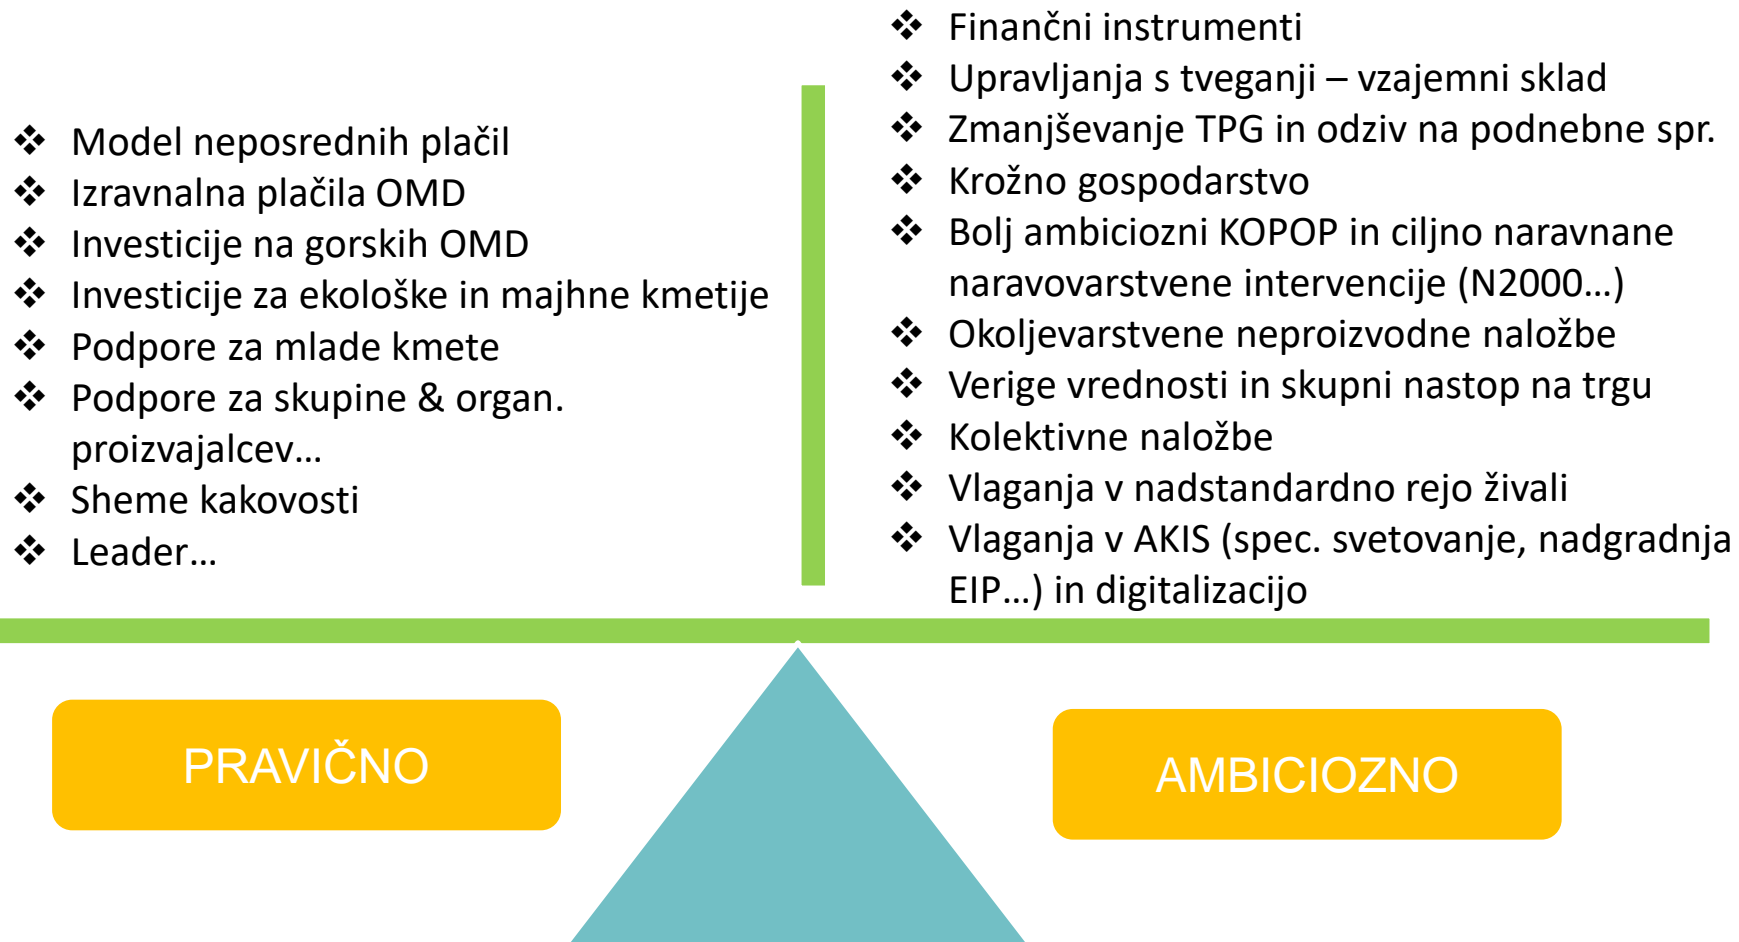 ❖ Model neposrednih plačil
❖ Izravnalna plačila OMD
❖ Investicije na gorskih OMD
❖ Investicije za ekološke in majhne kmetije
❖ Podpore za mlade kmete
❖ Podpore za skupine & organ.
proizvajalcev…
❖ Sheme kakovosti
❖ Leader…
❖ Finančni instrumenti
❖ Upravljanja s tveganji – vzajemni sklad
❖ Zmanjševanje TPG in odziv na podnebne spr.
❖ Krožno gospodarstvo
❖ Bolj ambiciozni KOPOP in ciljno naravnane
naravovarstvene intervencije (N2000…)
❖ Okoljevarstvene neproizvodne naložbe
❖ Verige vrednosti in skupni nastop na trgu
❖ Kolektivne naložbe
❖ Vlaganja v nadstandardno rejo živali
❖ Vlaganja v AKIS (spec. svetovanje, nadgradnja
EIP…) in digitalizacijo
PRAVIČNO
AMBICIOZNO